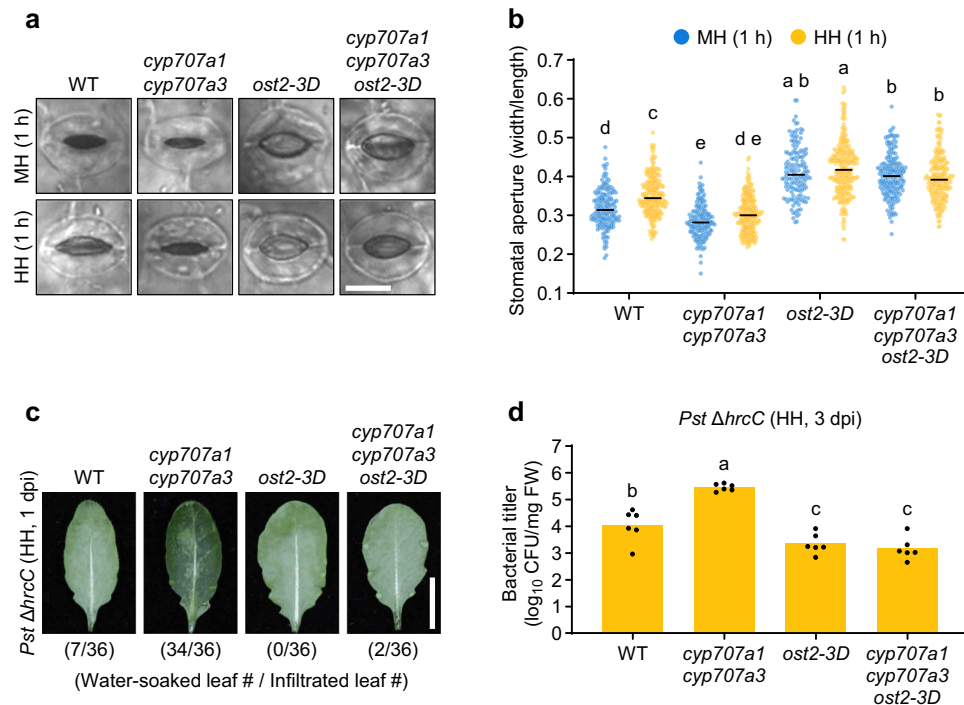 a
WT
cyp707a1
cyp707a3
ost2-3D
cyp707a1
cyp707a3
ost2-3D
MH (1 h)
HH (1 h)
b
MH (1 h)
HH (1 h)
Stomatal aperture (width/length)
0.7
0.6
0.5
0.4
0.3
0.2
0.1
d
c
e
d e
a b
a
b
b
WT
cyp707a1
cyp707a3
ost2-3D
cyp707a1
cyp707a3
ost2-3D
c
WT
cyp707a1
cyp707a3
ost2-3D
cyp707a1
cyp707a3
ost2-3D
Pst ΔhrcC (HH, 1 dpi)
(7/36)
(34/36)
(0/36)
(2/36)
(Water-soaked leaf # / Infiltrated leaf #)
d
Pst ΔhrcC (HH, 3 dpi)
Bacterial titler
(log₁₀ CFU/mg FW)
7
6
5
4
3
2
1
0
b
a
c
c
WT
cyp707a1
cyp707a3
ost2-3D
cyp707a1
cyp707a3
ost2-3D